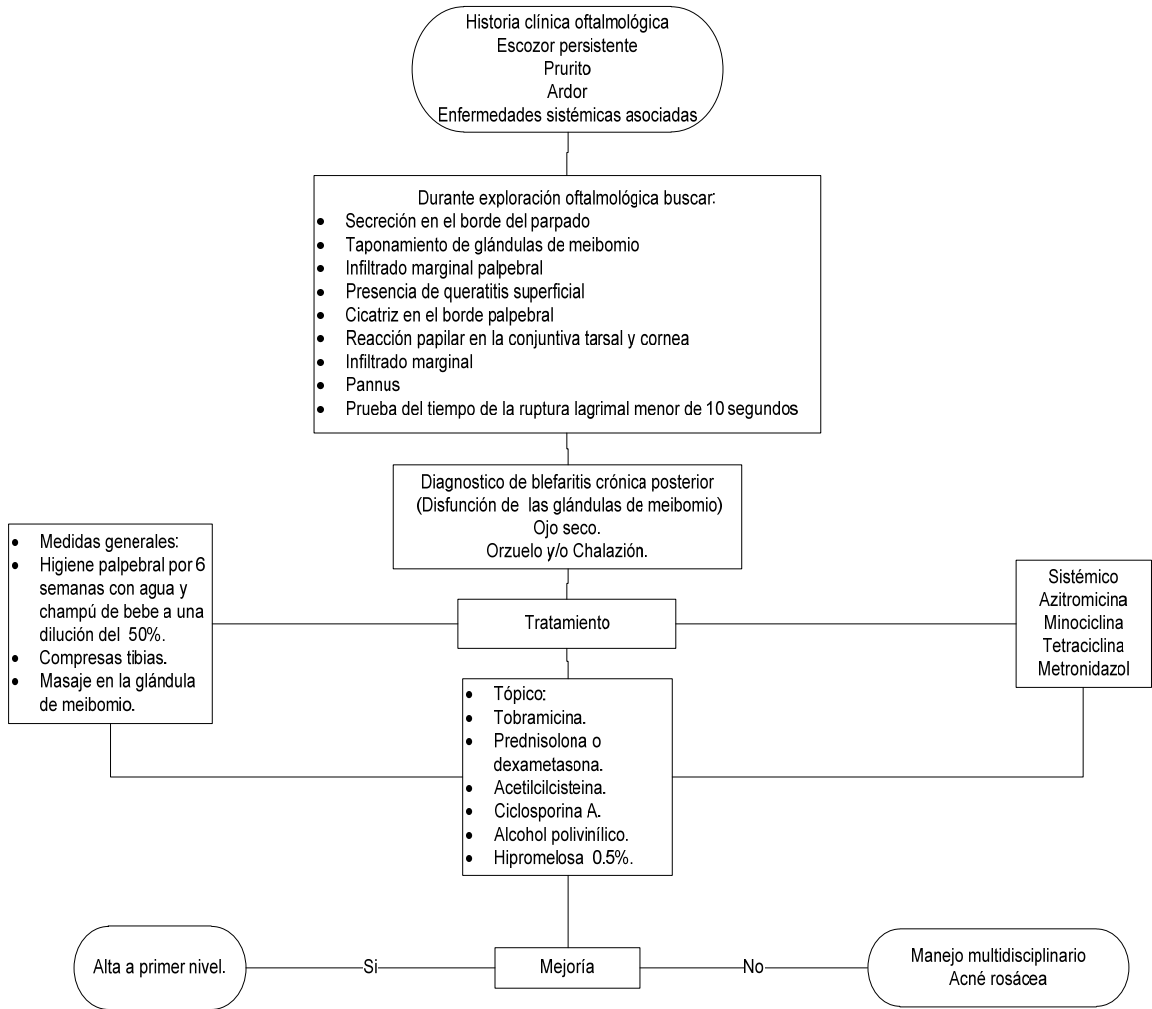 Historia clínica oftalmológica
Escozor persistente
Prurito
Ardor
Enfermedades sistémicas asociadas
Durante exploración oftalmológica buscar:
• Secreción en el borde del parpado
• Taponamiento de glándulas de meibomio
• Infiltrado marginal palpebral
• Presencia de queratitis superficial
• Cicatriz en el borde palpebral
• Reacción papilar en la conjuntiva tarsal y cornea
• Infiltrado marginal
• Pannus
• Prueba del tiempo de la ruptura lagrimal menor de 10 segundos
Diagnostico de blefaritis crónica posterior
(Disfunción de las glándulas de meibomio)
Ojo seco.
Orzuelo y/o Chalazión.
• Medidas generales:
• Higiene palpebral por 6
semanas con agua y
champú de bebe a una
dilución del 50%.
• Compresas tibias.
• Masaje en la glándula
de meibomio.
Tratamiento
Sistémico
Azitromicina
Minociclina
Tetraciclina
Metronidazol
• Tópico:
• Tobramicina.
• Prednisolona o
dexametasona.
• Acetilcilcisteina.
• Ciclosporina A.
• Alcohol polivinílico.
• Hipromelosa 0.5%.
Alta a primer nivel.
Si
Mejoría
No
Manejo multidisciplinario
Acné rosácea